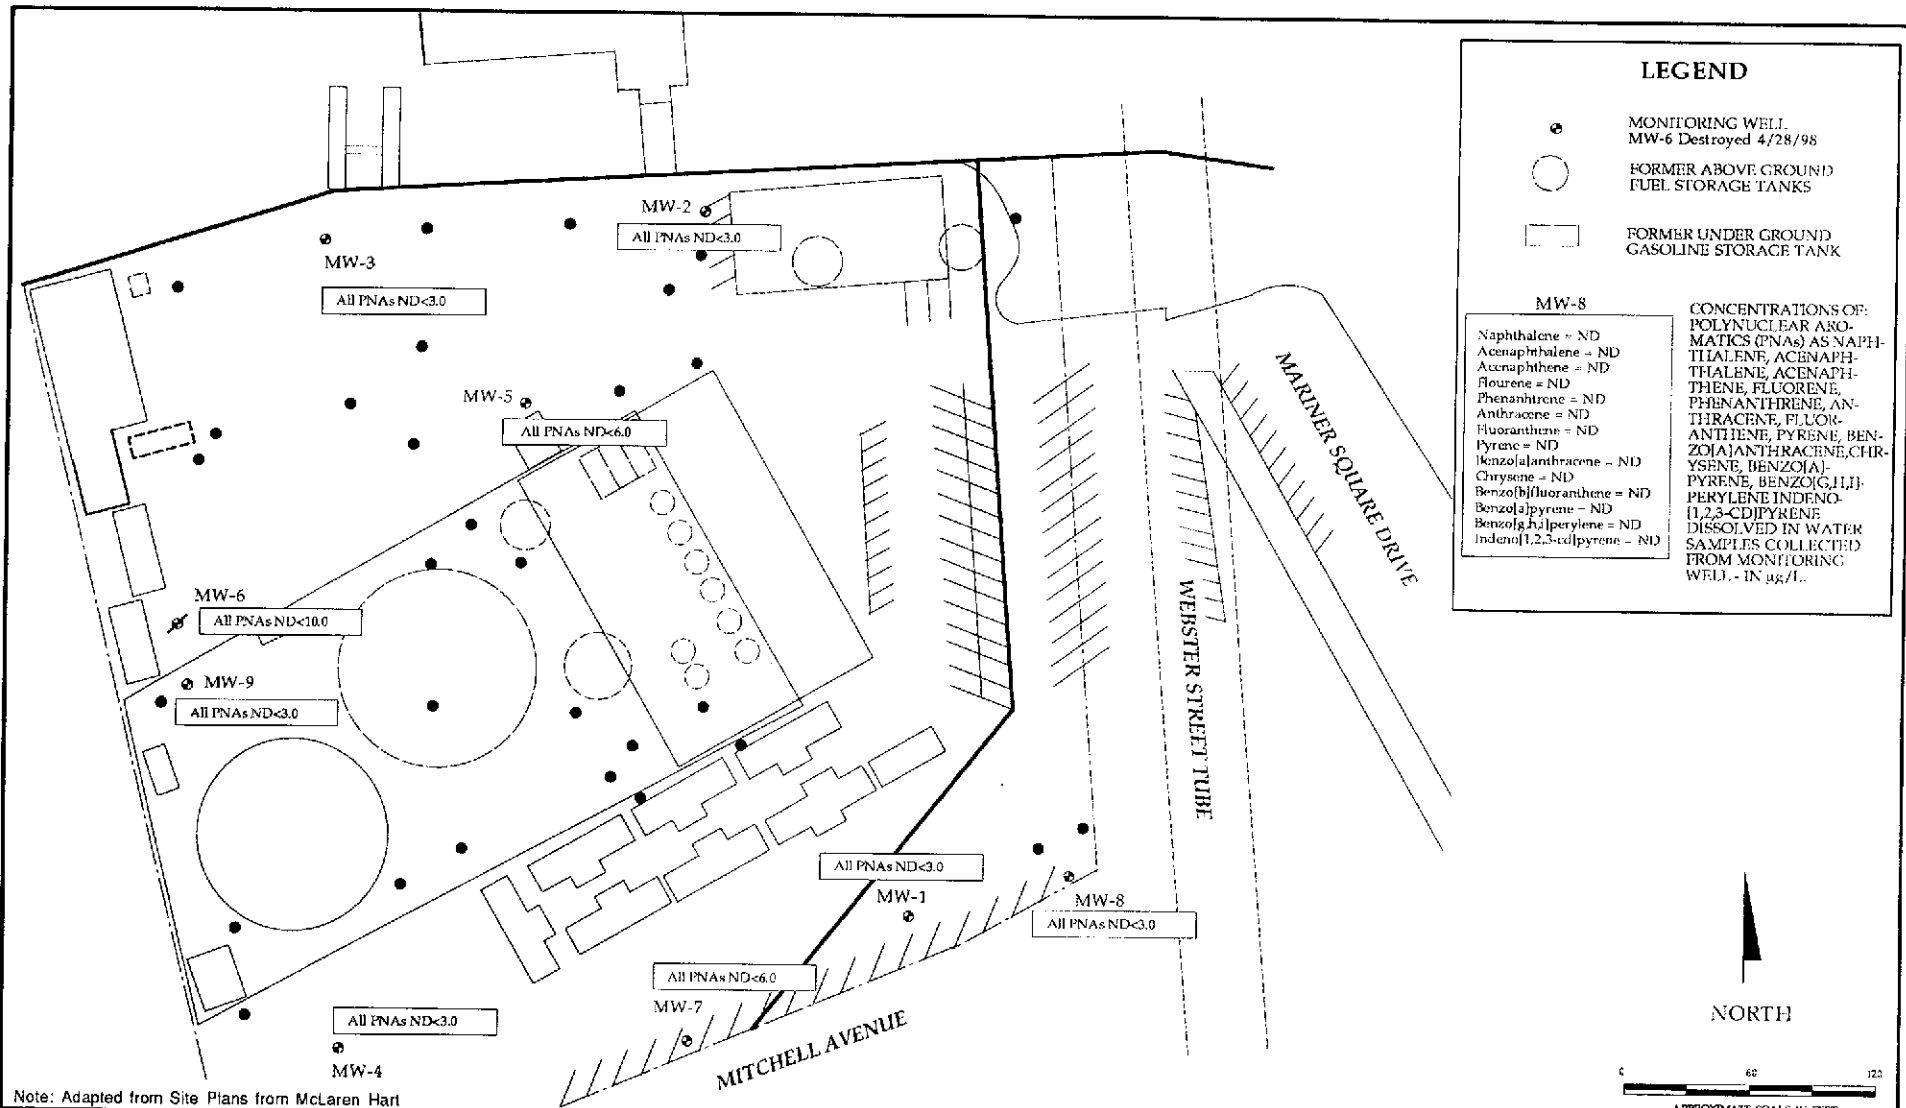 LEGEND
MONITORING WELL
MW-6 Destroyed 4/28/98
FORMER ABOVE GROUND
FUEL STORAGE TANKS
FORMER UNDER GROUND
GASOLINE STORAGE TANK
MW-8
Naphthalene = ND
Acenaphthalene = ND
Acenaphthene = ND
Flourene = ND
Phenanhtrene = ND
Anthracene = ND
Fluoranthene = ND
Pyrene = ND
Benzo[a]anthracene = ND
Chrysene = ND
Benzo[b]fluoranthene = ND
Benzo[a]pyrene = ND
Benzo[g,h,i]perylene = ND
Indeno[1,2,3-cd]pyrene = ND
CONCENTRATIONS OF:
POLYNUCLEAR ARO-
MATICS (PNAs) AS NAPH-
THALENE, ACENAPH-
THALENE, ACENAPH-
THENE, FLUORENE,
PHENANTHRENE, AN-
THRACENE, FLUOR-
ANTHENE, PYRENE, BEN-
ZO[A]ANTHRACENE, CHR-
YSENE, BENZO[A]-
PYRENE, BENZO[G,H,I]-
PERYLENE INDENO-
[1,2,3-CD]PYRENE
DISSOLVED IN WATER
SAMPLES COLLECTED
FROM MONITORING
WELL - IN µg/L.
MW-2
All PNAs ND<3.0
MW-3
All PNAs ND<3.0
MW-5
All PNAs ND<6.0
MARINER SQUARE DRIVE
WEBSTER STREET TUBE
MW-6
All PNAs ND<10.0
MW-9
All PNAs ND<3.0
All PNAs ND<3.0
MW-1
MW-8
All PNAs ND<3.0
All PNAs ND<6.0
MW-7
MITCHELL AVENUE
All PNAs ND<3.0
MW-4
NORTH
0 60 120
APPROXIMATE SCALE IN FEET
Note: Adapted from Site Plans from McLaren Hart